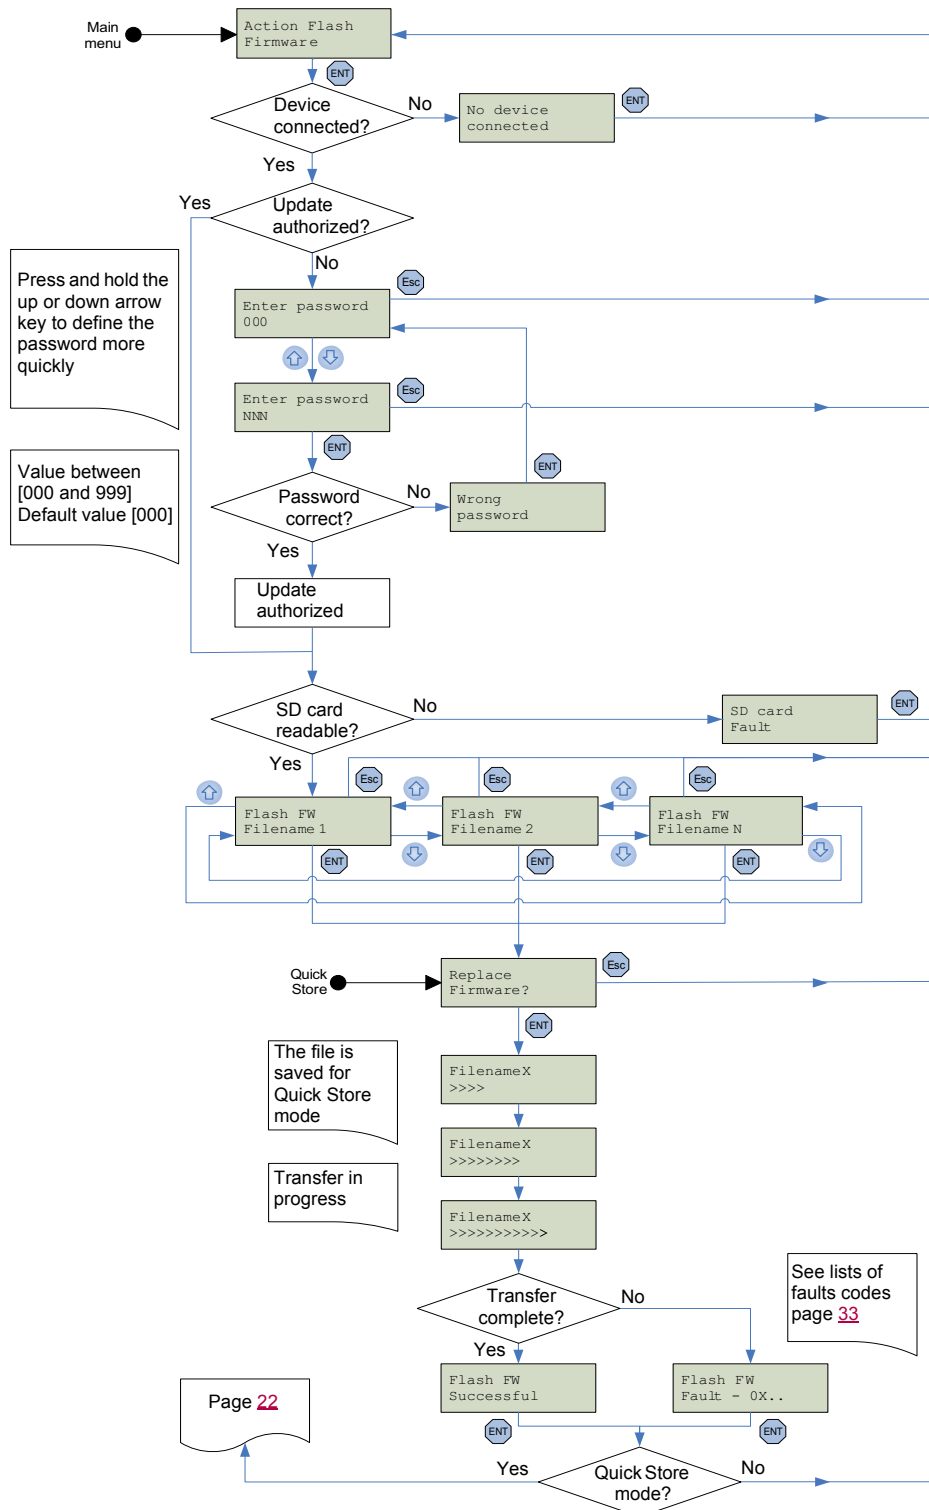 Main
menu
Action Flash
Firmware
ENT
Device
connected?
No
No device
connected
ENT
Yes
Yes
Update
authorized?
No
Press and hold the
up or down arrow
key to define the
password more
quickly
Enter password
000
Esc
Enter password
NNN
Esc
ENT
Value between
[000 and 999]
Default value [000]
Password
correct?
No
Wrong
password
ENT
Yes
Update
authorized
SD card
readable?
No
SD card
Fault
ENT
Yes
Esc
Esc
Esc
Flash FW
Filename 1
Flash FW
Filename 2
Flash FW
Filename N
ENT
ENT
ENT
Quick
Store
Replace
Firmware?
Esc
ENT
The file is
saved for
Quick Store
mode
FilenameX
>>>>
FilenameX
>>>>>>>>
Transfer in
progress
FilenameX
>>>>>>>>>>>
Transfer
complete?
No
See lists of
faults codes
page 33
Yes
Flash FW
Successful
Flash FW
Fault - 0X..
ENT
ENT
Page 22
Yes
Quick Store
mode?
No